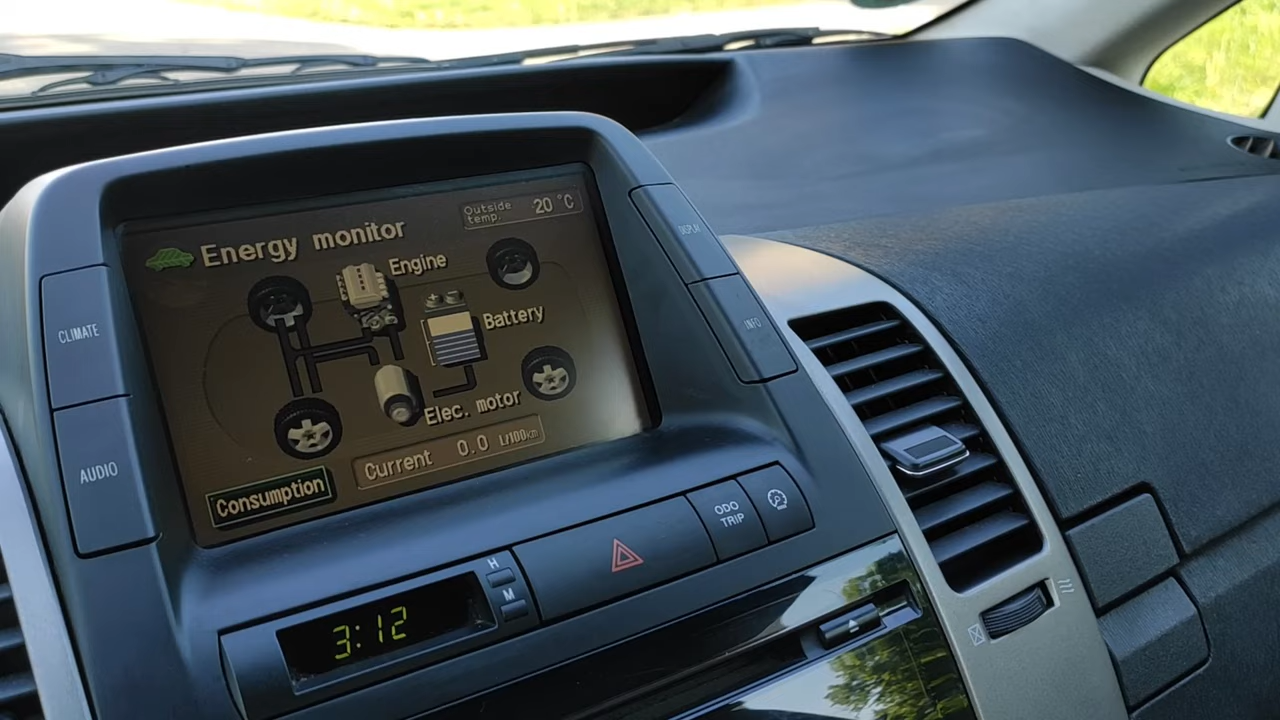 Outside
temp. 20 °C
Energy monitor
Engine
Battery
Elec. motor
Current 0.0 L/100km
Consumption
CLIMATE
AUDIO
DISPLAY
INFO
ODO
TRIP
H
M
3:12